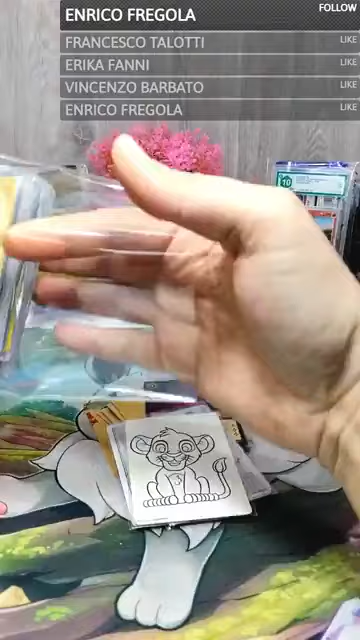 ENRICO FREGOLA
FOLLOW
FRANCESCO TALOTTI
LIKE
ERIKA FANNI
LIKE
VINCENZO BARBATO
LIKE
ENRICO FREGOLA
LIKE
10